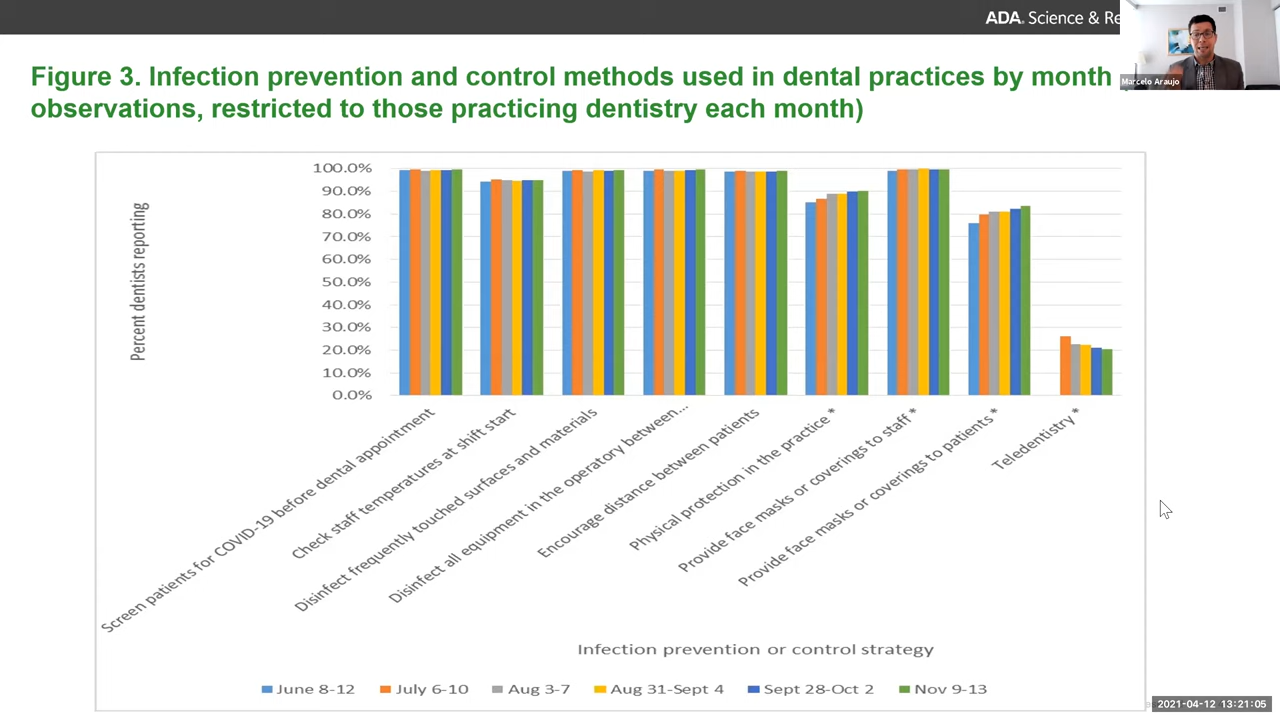 ADA. Science & Re
Marcelo Araujo
Figure 3. Infection prevention and control methods used in dental practices by month
observations, restricted to those practicing dentistry each month)
Percent dentists reporting
100.0%
90.0%
80.0%
70.0%
60.0%
50.0%
40.0%
30.0%
20.0%
10.0%
0.0%
Screen patients for COVID-19 before dental appointment
Check staff temperatures at shift start
Disinfect frequently touched surfaces and materials
Disinfect all equipment in the operatory between...
Encourage distance between patients
Physical protection in the practice *
Provide face masks or coverings to staff *
Provide face masks or coverings to patients *
Teledentistry *
Infection prevention or control strategy
June 8-12 July 6-10 Aug 3-7 Aug 31-Sept 4 Sept 28-Oct 2 Nov 9-13
2021-04-12 13:21:05